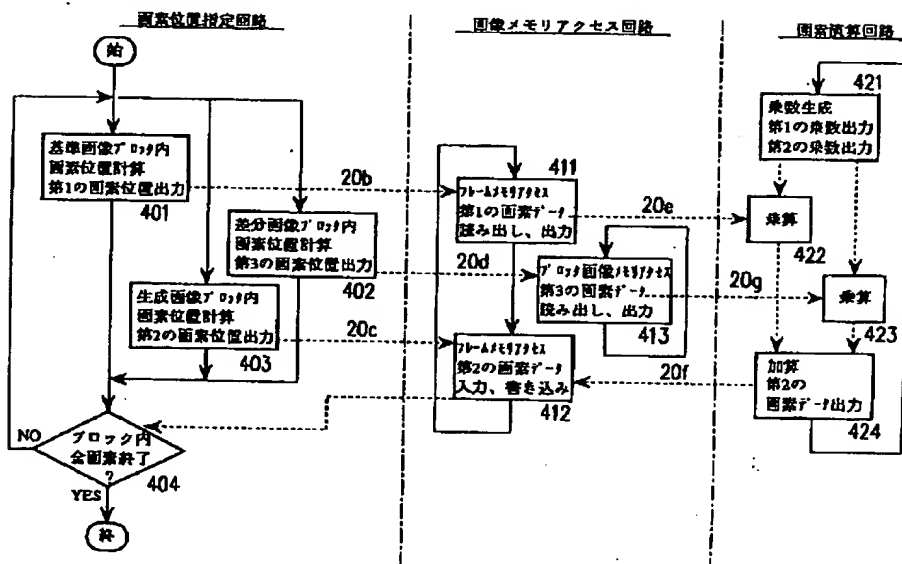 画素位置指定回路
始
基準画像ブロック内
画素位置計算
第1の画素位置出力
401
差分画像ブロック内
画素位置計算
第3の画素位置出力
402
生成画像ブロック内
画素位置計算
第2の画素位置出力
403
NO
ブロック内
全画素終了
?
404
YES
終
20b
20d
20c
画像メモリアクセス回路
411
フレームメモリアクセス
第1の画素データ
読み出し、出力
ブロック画像メモリアクセス
第3の画素データ
読み出し、出力
413
フレームメモリアクセス
第2の画素データ
入力、書き込み
412
20e
20g
20f
画素演算回路
421
乗数生成
第1の乗数出力
第2の乗数出力
乗算
422
乗算
423
加算
第2の
画素データ出力
424